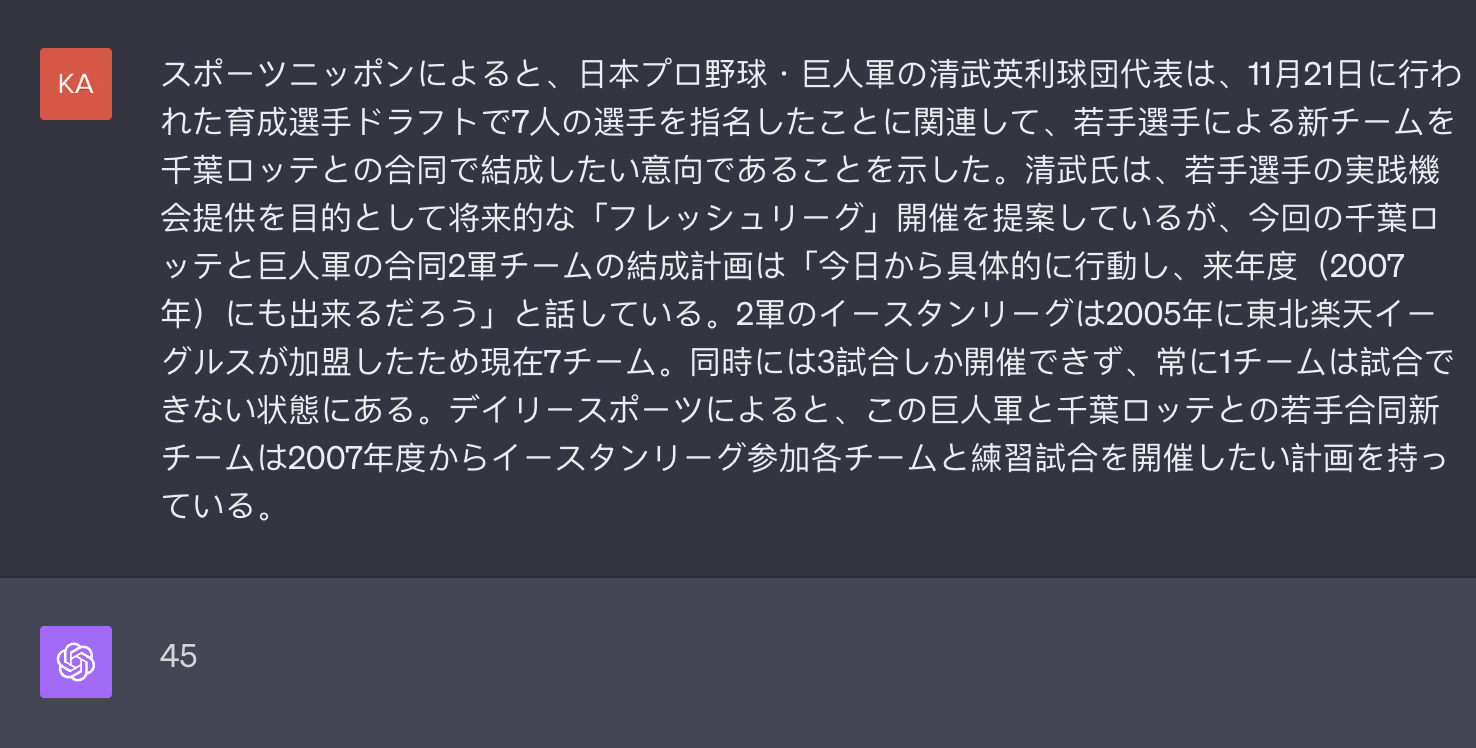 KA
スポーツニッポンによると、日本プロ野球・巨人軍の清武英利球団代表は、11月21日に行わ
れた育成選手ドラフトで7人の選手を指名したことに関連して、若手選手による新チームを
千葉ロッテとの合同で結成したい意向であることを示した。清武氏は、若手選手の実践機
会提供を目的として将来的な「フレッシュリーグ」開催を提案しているが、今回の千葉ロ
ッテと巨人軍の合同2軍チームの結成計画は「今日から具体的に行動し、来年度（2007
年）にも出来るだろう」と話している。2軍のイースタンリーグは2005年に東北楽天イー
グルスが加盟したため現在7チーム。同時には3試合しか開催できず、常に1チームは試合で
きない状態にある。デイリースポーツによると、この巨人軍と千葉ロッテとの若手合同新
チームは2007年度からイースタンリーグ参加各チームと練習試合を開催したい計画を持っ
ている。
45